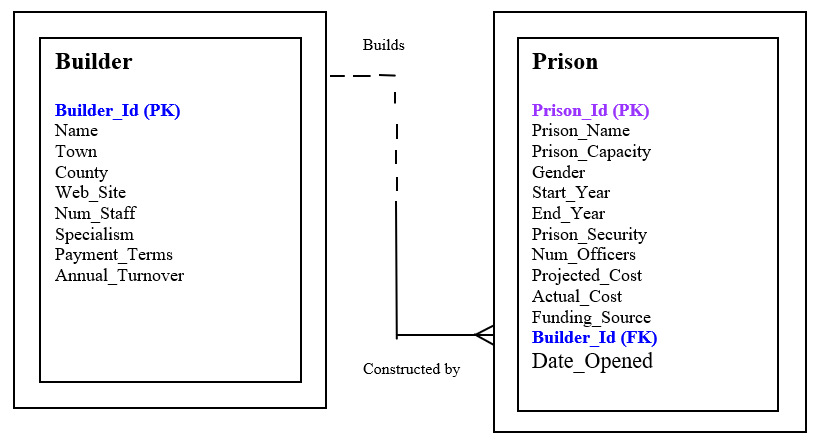 Builder
Builder_Id (PK)
Name
Town
County
Web_Site
Num_Staff
Specialism
Payment_Terms
Annual_Turnover
Builds
Constructed by
Prison
Prison_Id (PK)
Prison_Name
Prison_Capacity
Gender
Start_Year
End_Year
Prison_Security
Num_Officers
Projected_Cost
Actual_Cost
Funding_Source
Builder_Id (FK)
Date_Opened